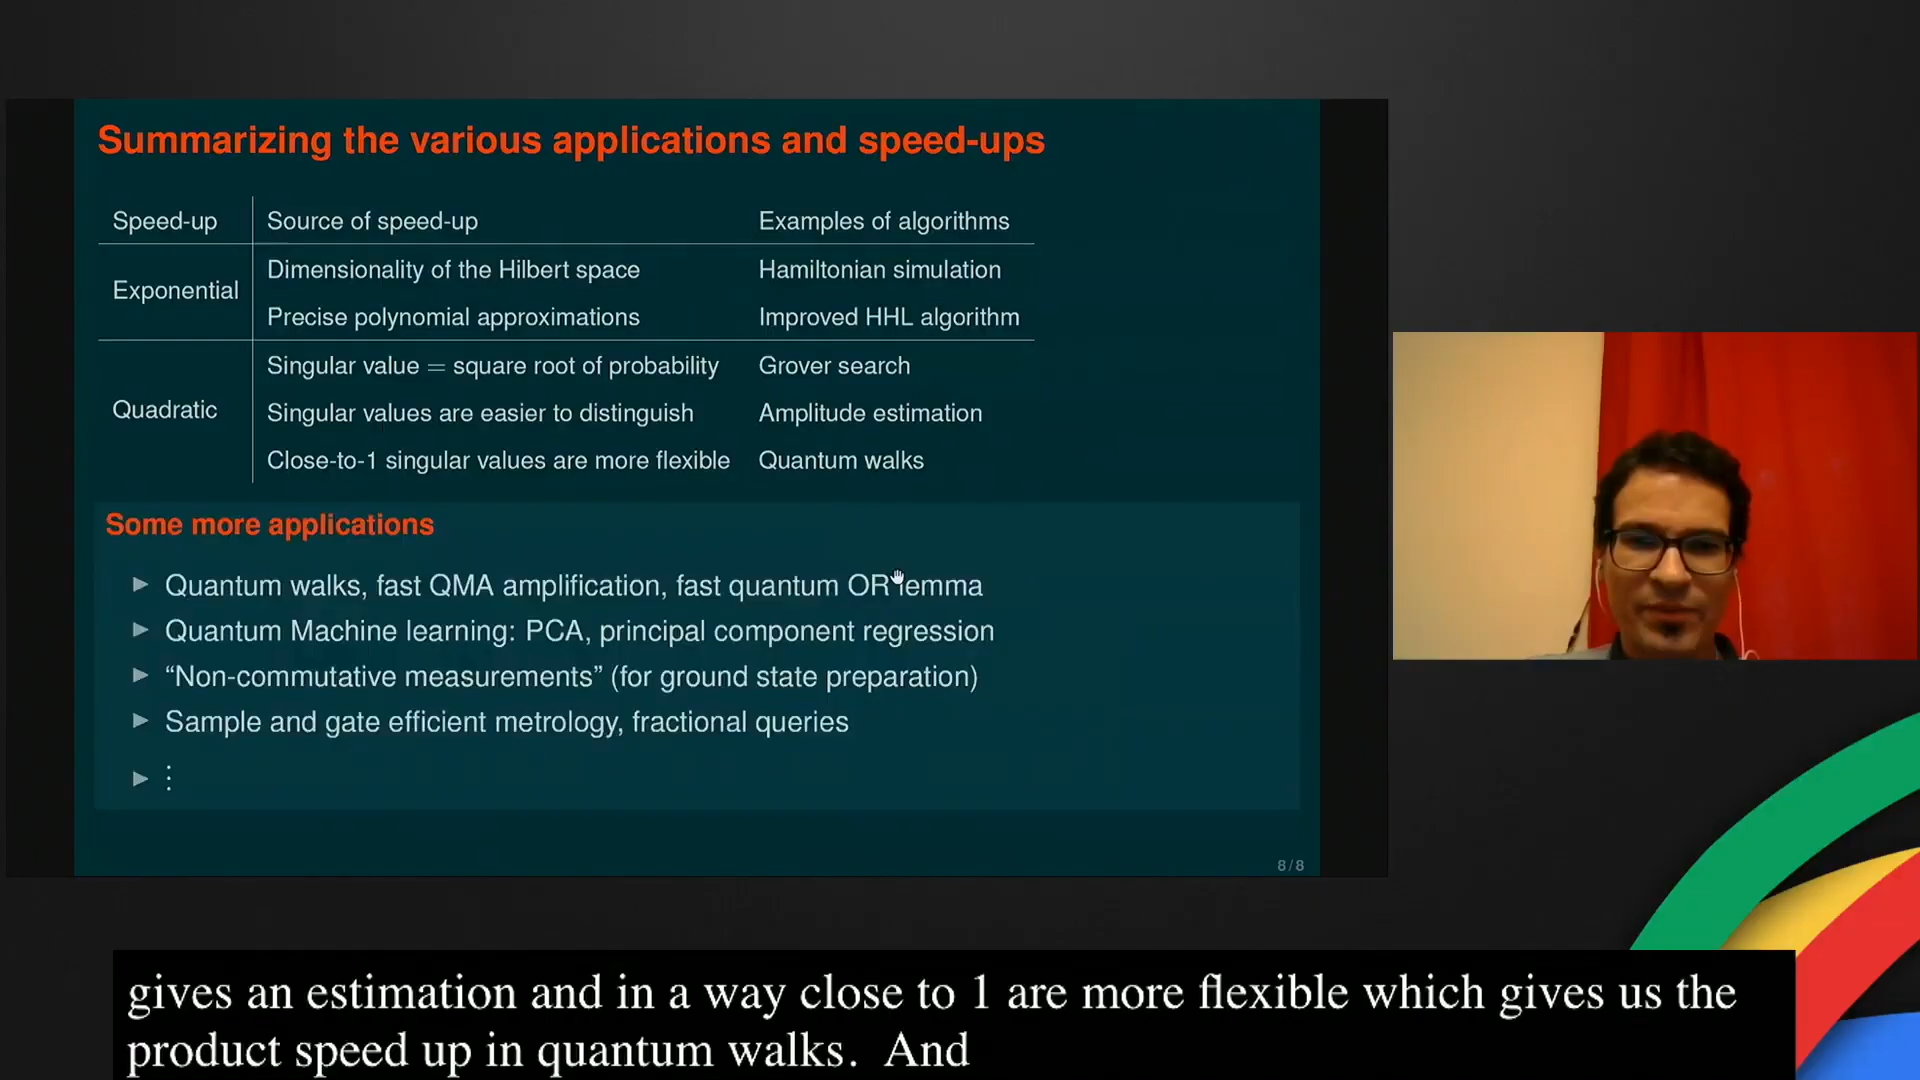 Summarizing the various applications and speed-ups
Speed-up Source of speed-up Examples of algorithms
Exponential
Dimensionality of the Hilbert space Hamiltonian simulation
Precise polynomial approximations Improved HHL algorithm
Quadratic
Singular value = square root of probability Grover search
Singular values are easier to distinguish Amplitude estimation
Close-to-1 singular values are more flexible Quantum walks
Some more applications
▶ Quantum walks, fast QMA amplification, fast quantum OR lemma
▶ Quantum Machine learning: PCA, principal component regression
▶ “Non-commutative measurements” (for ground state preparation)
▶ Sample and gate efficient metrology, fractional queries
▶ ⋮
8/8
gives an estimation and in a way close to 1 are more flexible which gives us the
product speed up in quantum walks. And